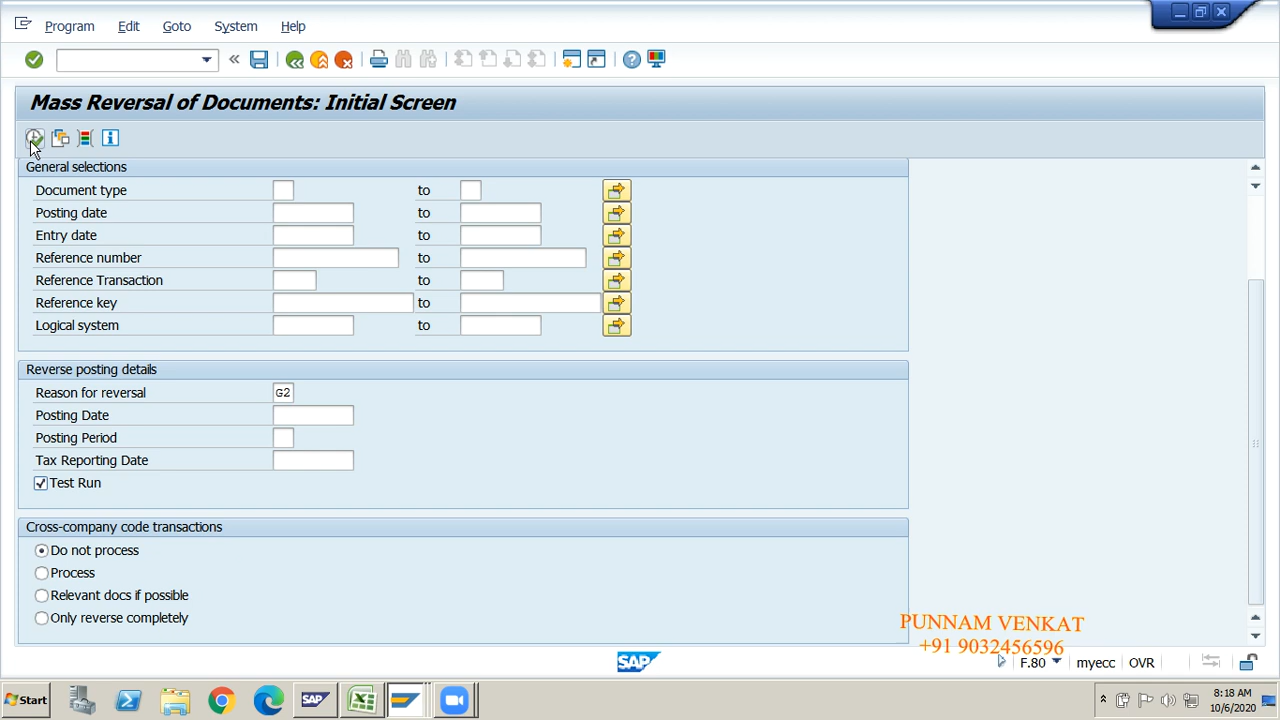 Program Edit Goto System Help
Mass Reversal of Documents: Initial Screen
General selections
Document type to
Posting date to
Entry date to
Reference number to
Reference Transaction to
Reference key to
Logical system to
Reverse posting details
Reason for reversal G2
Posting Date
Posting Period
Tax Reporting Date
Test Run
Cross-company code transactions
Do not process
Process
Relevant docs if possible
Only reverse completely
PUNNAM VENKAT
+91 9032456596
SAP F.80 myecc OVR
Start SAP 8:18 AM
10/6/2020